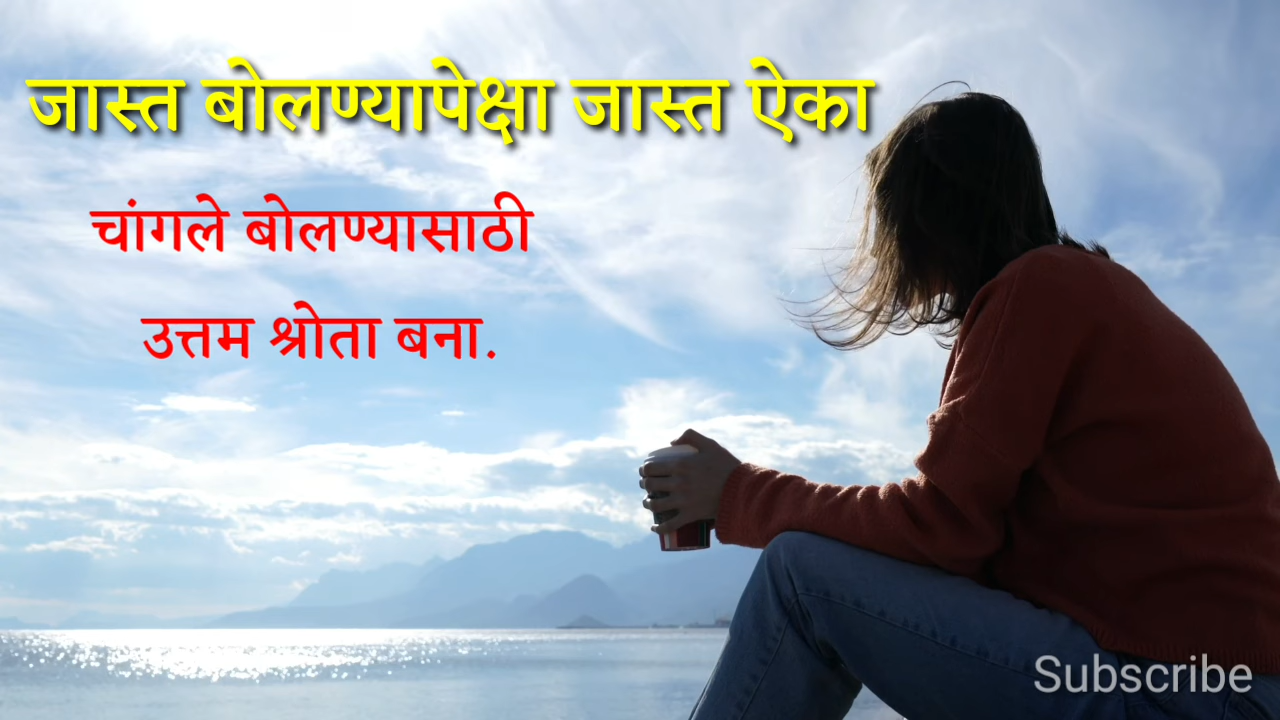 जास्त बोलण्यापेक्षा जास्त ऐका
चांगले बोलण्यासाठी
उत्तम श्रोता बना.
Subscribe